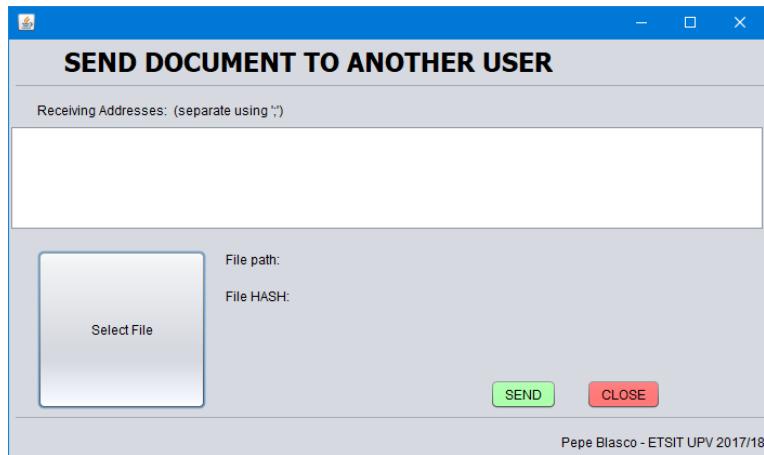 SEND DOCUMENT TO ANOTHER USER
Receiving Addresses: (separate using ';')
File path:
File HASH:
Select File
SEND CLOSE
Pepe Blasco - ETSIT UPV 2017/18